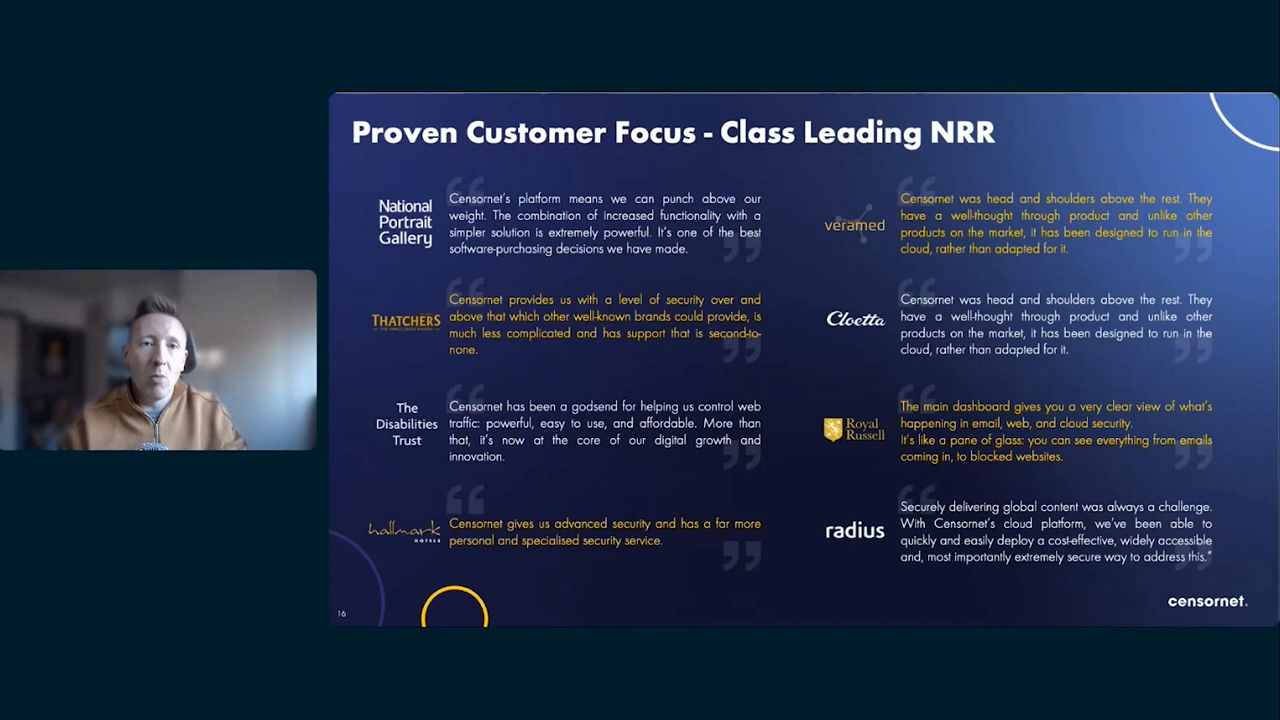 Proven Customer Focus - Class Leading NRR
National
Portrait
Gallery
Censornet's platform means we can punch above our
weight. The combination of increased functionality with a
simpler solution is extremely powerful. It's one of the best
software-purchasing decisions we have made.
THATCHERS
Censornet provides us with a level of security over and
above that which other well-known brands could provide, is
much less complicated and has support that is second-to-
none.
The
Disabilities
Trust
Censornet has been a godsend for helping us control web
traffic: powerful, easy to use, and affordable. More than
that, it's now at the core of our digital growth and
innovation.
hallmark
HOTELS
Censornet gives us advanced security and has a far more
personal and specialised security service.
veramed
Censornet was head and shoulders above the rest. They
have a well-thought through product and unlike other
products on the market, it has been designed to run in the
cloud, rather than adapted for it.
Cloetta
Censornet was head and shoulders above the rest. They
have a well-thought through product and unlike other
products on the market, it has been designed to run in the
cloud, rather than adapted for it.
Royal
Russell
The main dashboard gives you a very clear view of what's
happening in email, web, and cloud security.
It's like a pane of glass: you can see everything from emails
coming in, to blocked websites.
radius
Securely delivering global content was always a challenge.
With Censornet's cloud platform, we've been able to
quickly and easily deploy a cost-effective, widely accessible
and, most importantly extremely secure way to address this."
16
censornet.